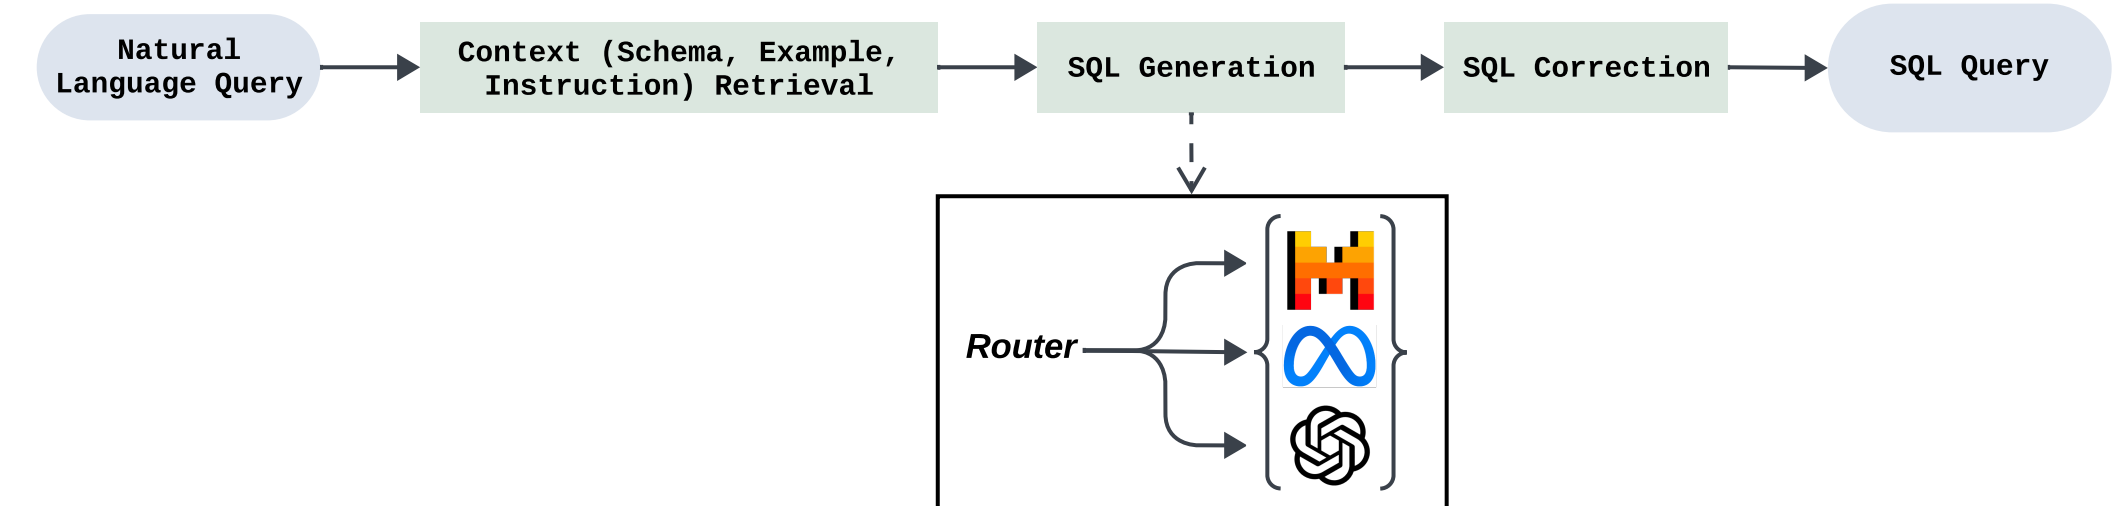 Natural
Language Query
Context (Schema, Example,
Instruction) Retrieval
SQL Generation
SQL Correction
SQL Query
Router